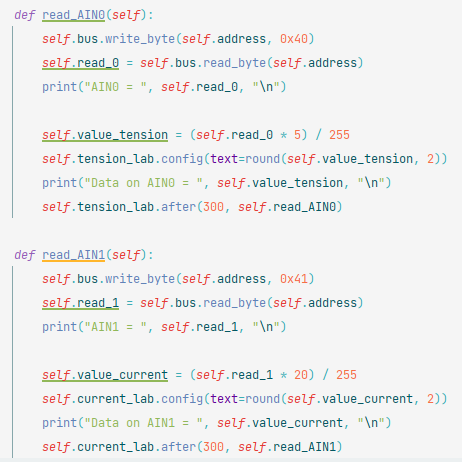 def read_AIN0(self):
    self.bus.write_byte(self.address, 0x40)
    self.read_0 = self.bus.read_byte(self.address)
    print("AIN0 = ", self.read_0, "\n")

    self.value_tension = (self.read_0 * 5) / 255
    self.tension_lab.config(text=round(self.value_tension, 2))
    print("Data on AIN0 = ", self.value_tension, "\n")
    self.tension_lab.after(300, self.read_AIN0)

def read_AIN1(self):
    self.bus.write_byte(self.address, 0x41)
    self.read_1 = self.bus.read_byte(self.address)
    print("AIN1 = ", self.read_1, "\n")

    self.value_current = (self.read_1 * 20) / 255
    self.current_lab.config(text=round(self.value_current, 2))
    print("Data on AIN1 = ", self.value_current, "\n")
    self.current_lab.after(300, self.read_AIN1)